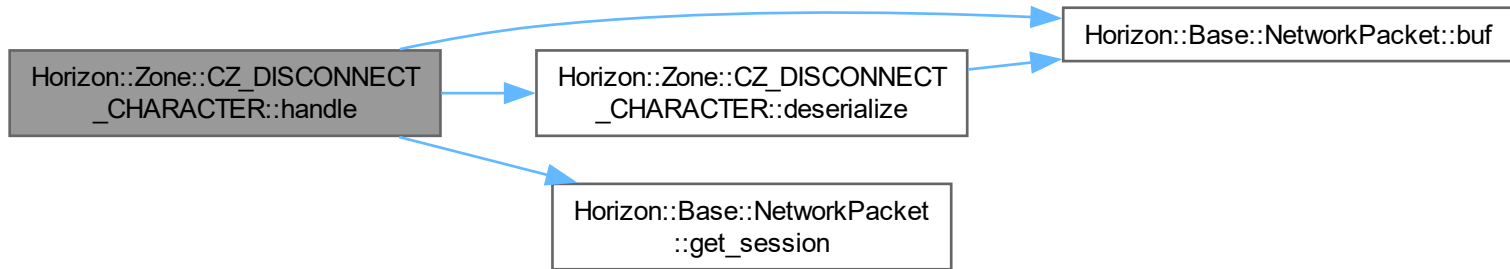 Horizon::Zone::CZ_DISCONNECT
_CHARACTER::handle
Horizon::Zone::CZ_DISCONNECT
_CHARACTER::deserialize
Horizon::Base::NetworkPacket::buf
Horizon::Base::NetworkPacket
::get_session